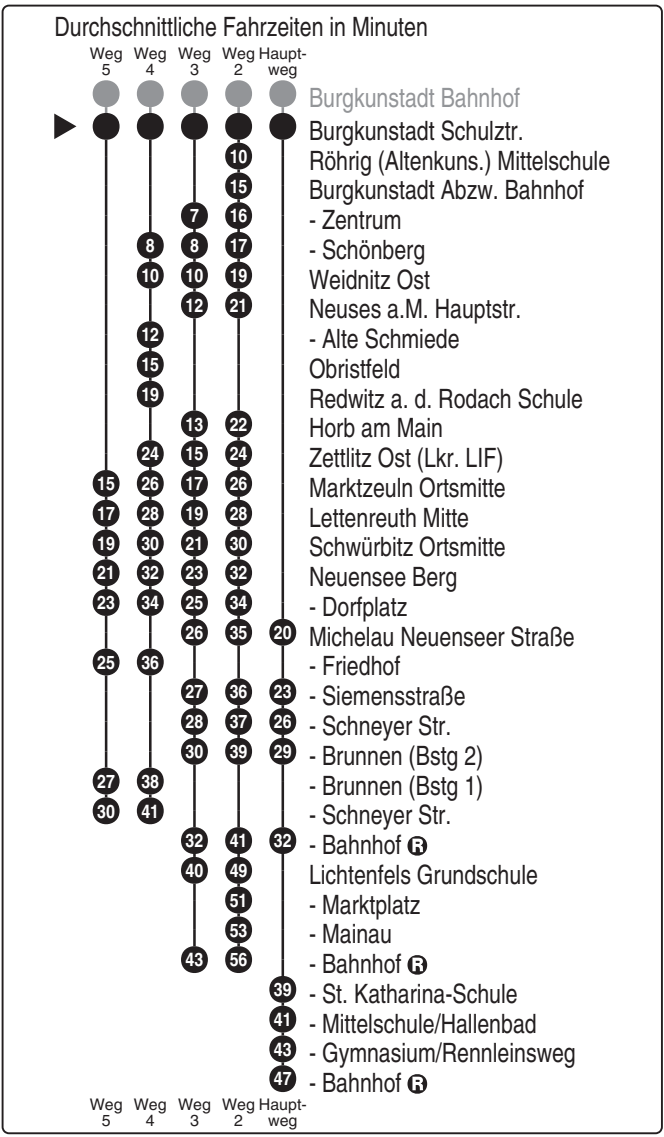 Durchschnittliche Fahrzeiten in Minuten
Weg 5 Weg 4 Weg 3 Weg 2 Haupt-weg
Burgkunstadt Bahnhof
Burgkunstadt Schulztr.
10 Röhrig (Altenkuns.) Mittelschule
15 Burgkunstadt Abzw. Bahnhof
7 16 - Zentrum
8 8 17 - Schönberg
10 10 19 Weidnitz Ost
12 21 Neuses a.M. Hauptstr.
12 - Alte Schmiede
15 Obristfeld
19 Redwitz a. d. Rodach Schule
13 22 Horb am Main
24 15 24 Zettlitz Ost (Lkr. LIF)
15 26 17 26 Marktzeuln Ortsmitte
17 28 19 28 Lettenreuth Mitte
19 30 21 30 Schwürbitz Ortsmitte
21 32 23 32 Neuensee Berg
23 34 25 34 - Dorfplatz
26 35 20 Michelau Neuenseer Straße
25 36 - Friedhof
27 36 23 - Siemensstraße
28 37 26 - Schneyer Str.
30 39 29 - Brunnen (Bstg 2)
27 38 - Brunnen (Bstg 1)
30 41 - Schneyer Str.
32 41 32 - Bahnhof R
40 49 Lichtenfels Grundschule
51 - Marktplatz
53 - Mainau
43 56 - Bahnhof R
39 - St. Katharina-Schule
41 - Mittelschule/Hallenbad
43 - Gymnasium/Rennleinsweg
47 - Bahnhof R
Weg 5 Weg 4 Weg 3 Weg 2 Haupt-weg